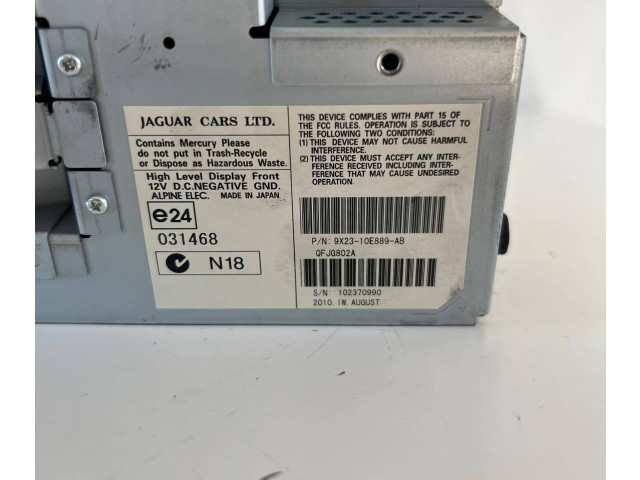 JAGUAR CARS LTD.
Contains Mercury Please
do not put in Trash-Recycle
or Dispose as Hazardous Waste.
High Level Display Front
12V D.C.NEGATIVE GND.
ALPINE ELEC. MADE IN JAPAN
e24
031468
N18
THIS DEVICE COMPLIES WITH PART 15 OF
THE FCC RULES. OPERATION IS SUBJECT TO
THE FOLLOWING TWO CONDITIONS:
(1) THIS DEVICE MAY NOT CAUSE HARMFUL
INTERFERENCE.
(2) THIS DEVICE MUST ACCEPT ANY INTER-
FERENCE RECEIVED INCLUDING INTER-
FERENCE THAT MAY CAUSE UNDESIRED
OPERATION.
P/N: 9X23-10E889-AB
QFJG802A
S/N: 102370990
2010. IW. AUGUST